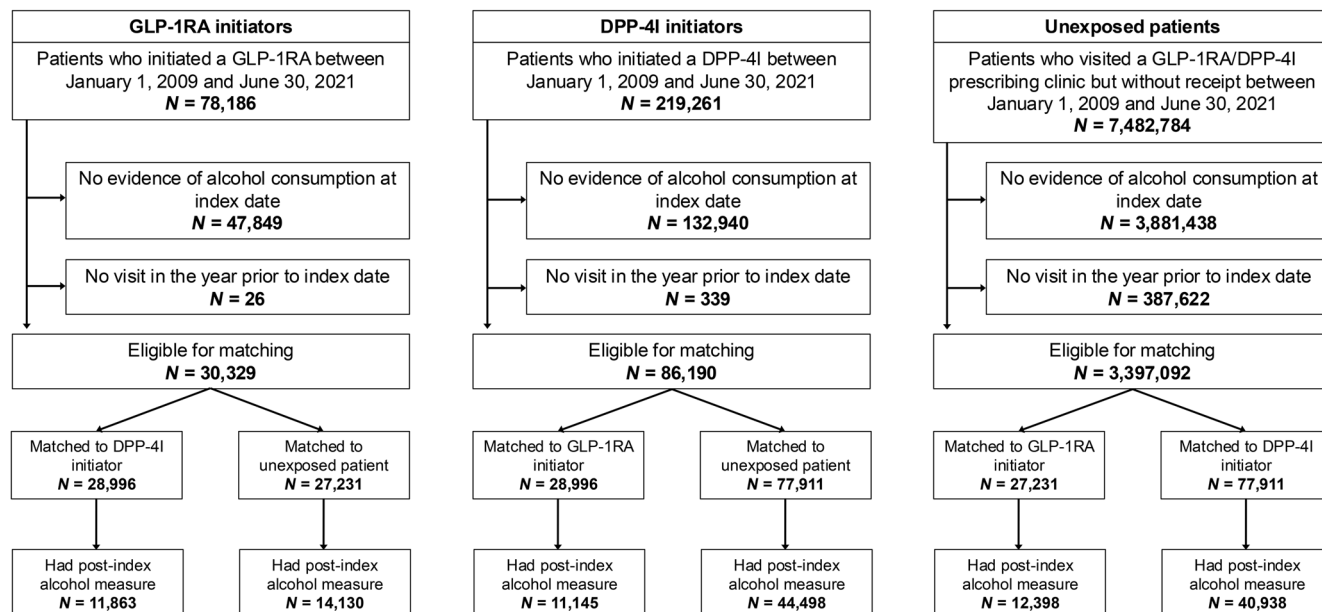 GLP-1RA initiators
Patients who initiated a GLP-1RA between
January 1, 2009 and June 30, 2021
N = 78,186
No evidence of alcohol consumption at
index date
N = 47,849
No visit in the year prior to index date
N = 26
Eligible for matching
N = 30,329
Matched to DPP-4I
initiator
N = 28,996
Matched to
unexposed patient
N = 27,231
Had post-index
alcohol measure
N = 11,863
Had post-index
alcohol measure
N = 14,130
DPP-4I initiators
Patients who initiated a DPP-4I between
January 1, 2009 and June 30, 2021
N = 219,261
No evidence of alcohol consumption at
index date
N = 132,940
No visit in the year prior to index date
N = 339
Eligible for matching
N = 86,190
Matched to GLP-1RA
initiator
N = 28,996
Matched to
unexposed patient
N = 77,911
Had post-index
alcohol measure
N = 11,145
Had post-index
alcohol measure
N = 44,498
Unexposed patients
Patients who visited a GLP-1RA/DPP-4I
prescribing clinic but without receipt between
January 1, 2009 and June 30, 2021
N = 7,482,784
No evidence of alcohol consumption at
index date
N = 3,881,438
No visit in the year prior to index date
N = 387,622
Eligible for matching
N = 3,397,092
Matched to GLP-1RA
initiator
N = 27,231
Matched to DPP-4I
initiator
N = 77,911
Had post-index
alcohol measure
N = 12,398
Had post-index
alcohol measure
N = 40,938